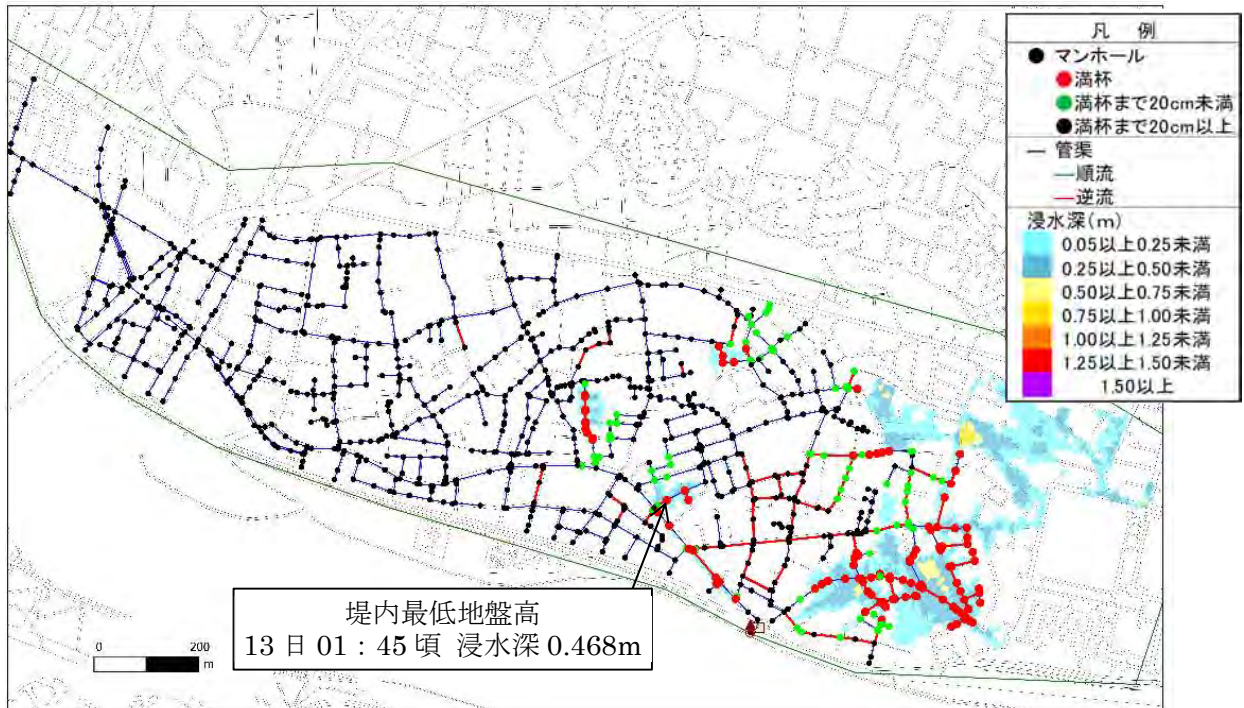 凡 例
マンホール
満杯
満杯まで20cm未満
満杯まで20cm以上
管渠
順流
逆流
浸水深(m)
0.05以上0.25未満
0.25以上0.50未満
0.50以上0.75未満
0.75以上1.00未満
1.00以上1.25未満
1.25以上1.50未満
1.50以上
堤内最低地盤高
13 日 01：45 頃 浸水深 0.468m
0 200
m